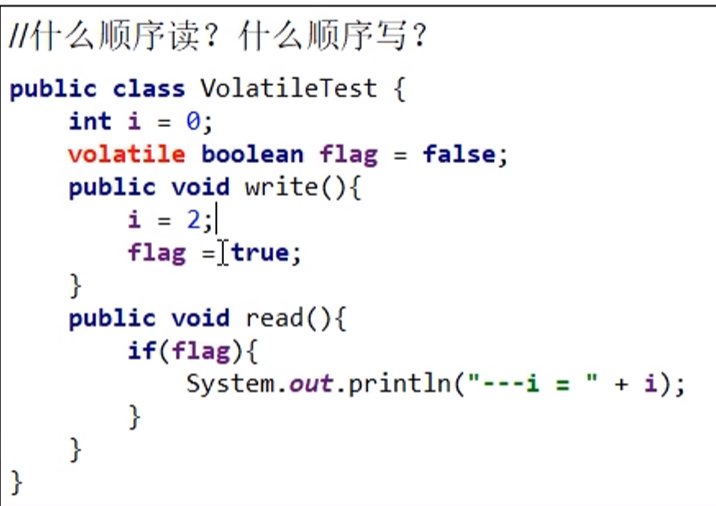 //什么顺序读？什么顺序写？
public class VolatileTest {
    int i = 0;
    volatile boolean flag = false;
    public void write(){
        i = 2;
        flag = true;
    }
    public void read(){
        if(flag){
            System.out.println("---i = " + i);
        }
    }
}